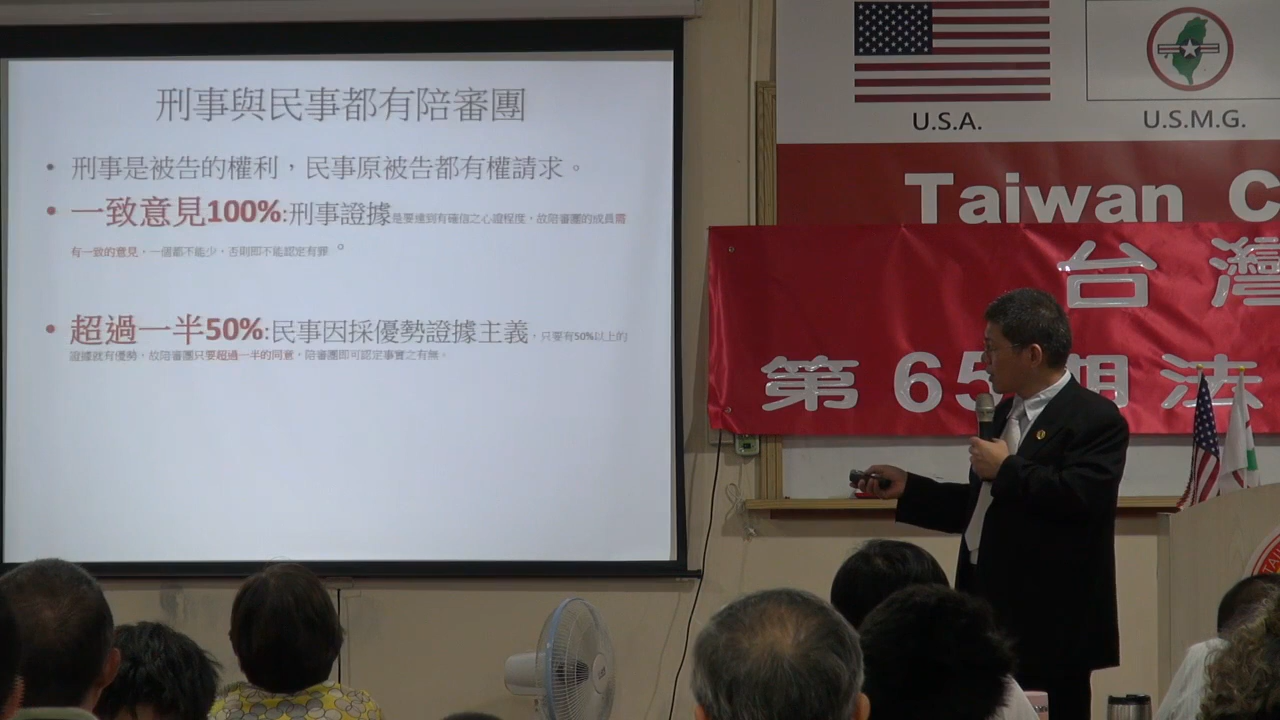 刑事與民事都有陪審團
• 刑事是被告的權利，民事原被告都有權請求。
• 一致意見100%:刑事證據是要達到有確信之心證程度，故陪審團的成員需
有一致的意見，一個都不能少，否則即不能認定有罪。
• 超過一半50%:民事因採優勢證據主義，只要有50%以上的
證據就有優勢，故陪審團只要超過一半的同意，陪審團即可認定事實之有無。
U.S.A.
U.S.M.G.
Taiwan C
台灣
第65期法